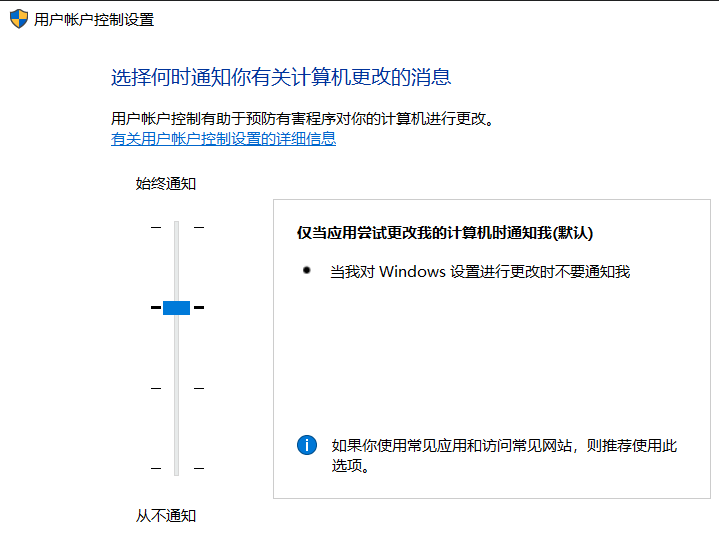 用户帐户控制设置
选择何时通知你有关计算机更改的消息
用户帐户控制有助于预防有害程序对你的计算机进行更改。
有关用户帐户控制设置的详细信息
始终通知
仅当应用尝试更改我的计算机时通知我(默认)
当我对 Windows 设置进行更改时不要通知我
如果你使用常见应用和访问常见网站，则推荐使用此
选项。
从不通知